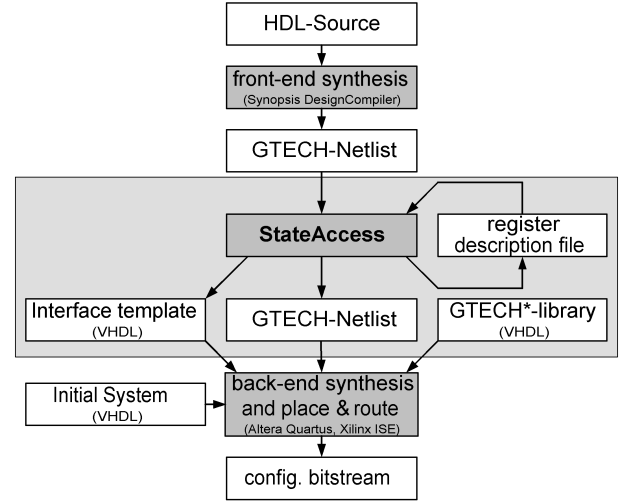 HDL-Source
front-end synthesis
(Synopsis DesignCompiler)
GTECH-Netlist
StateAccess
register
description file
Interface template
(VHDL)
GTECH-Netlist
GTECH*-library
(VHDL)
Initial System
(VHDL)
back-end synthesis
and place & route
(Altera Quartus, Xilinx ISE)
config. bitstream